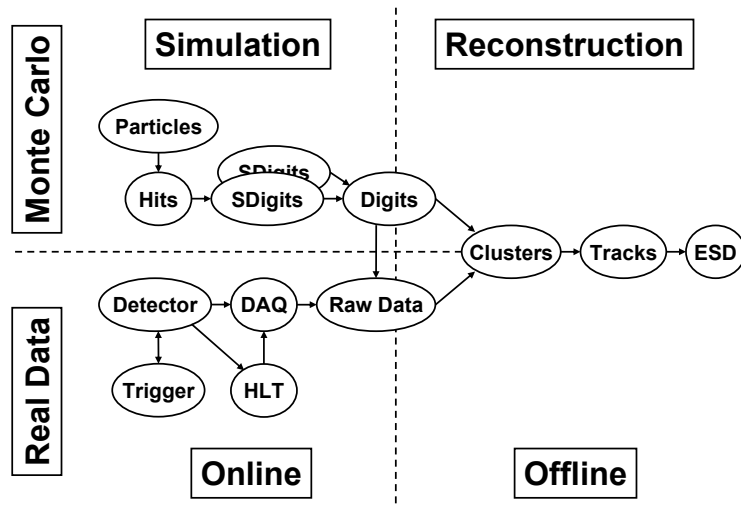 Simulation
Reconstruction
Monte Carlo
Particles
SDigits
Hits
SDigits
Digits
Clusters
Tracks
ESD
Detector
DAQ
Raw Data
Trigger
HLT
Real Data
Online
Offline